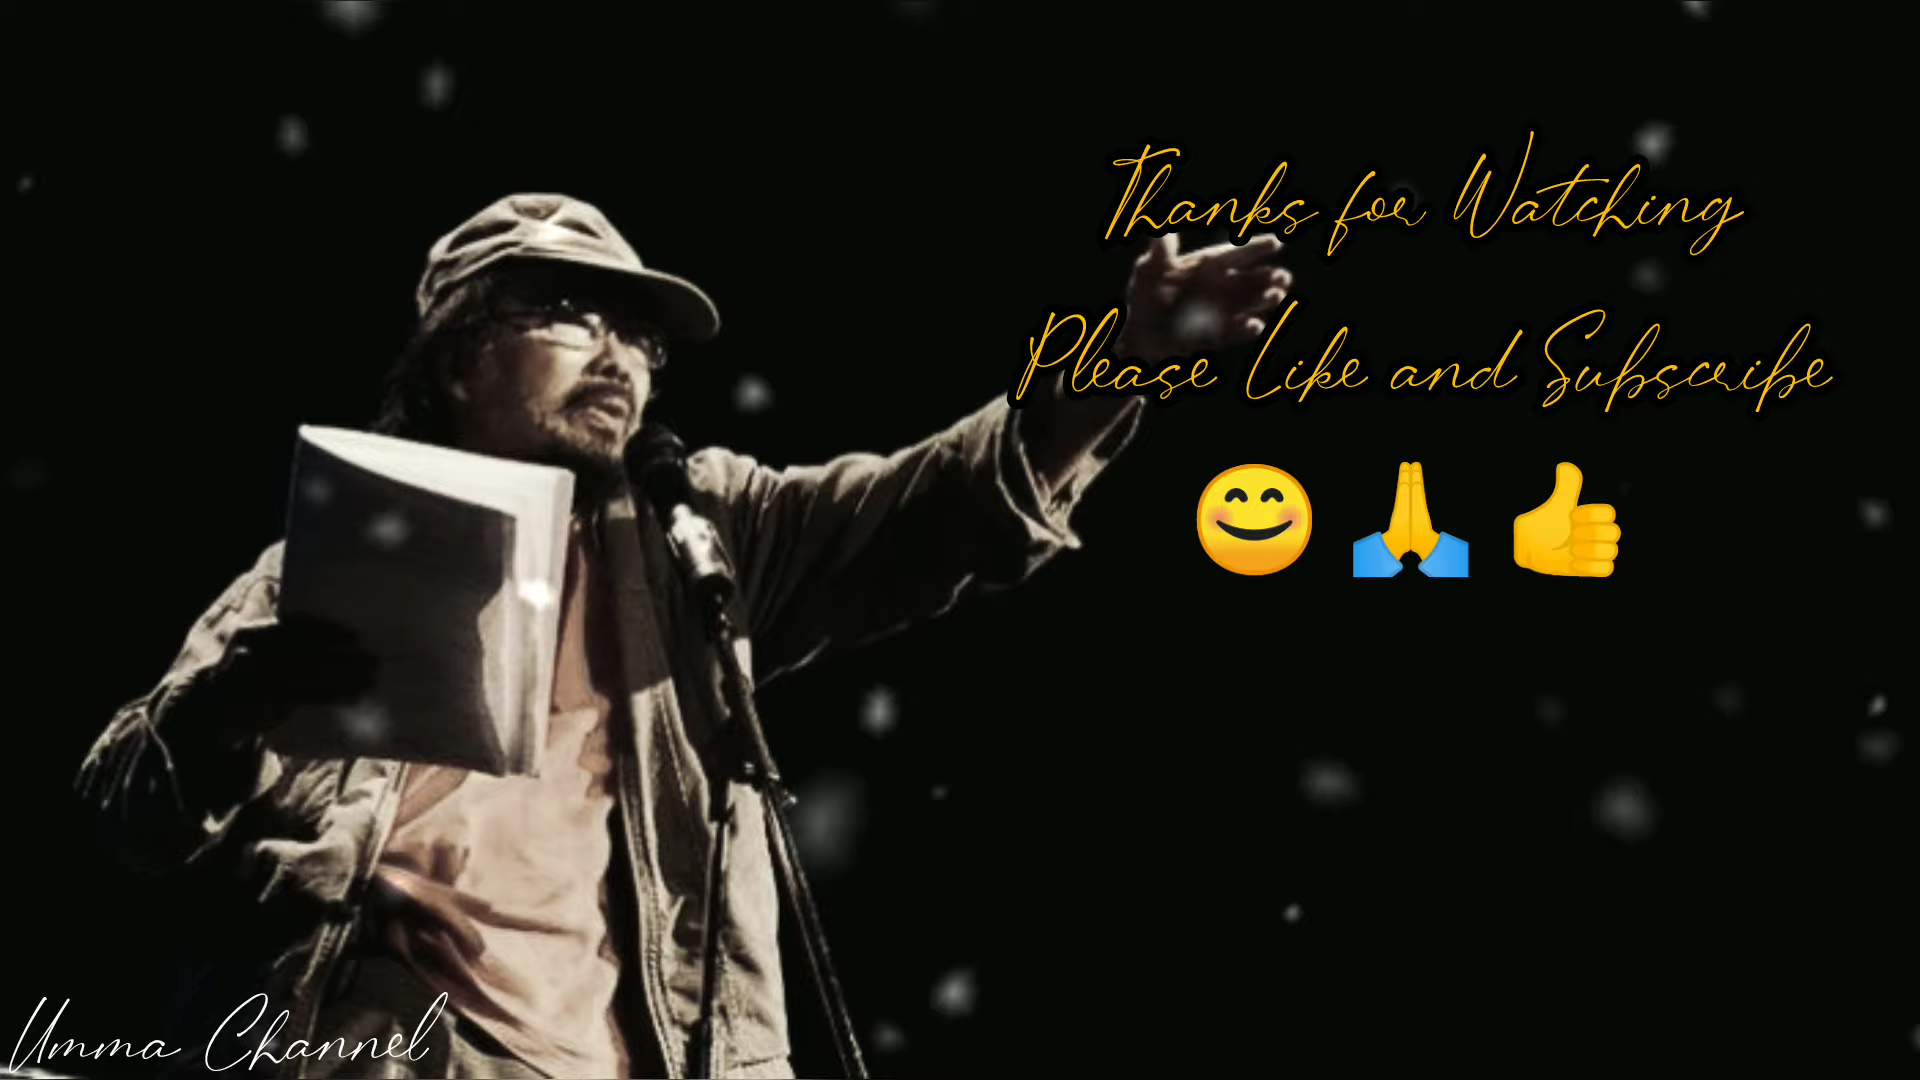 Thanks for Watching
Please Like and Subscribe
😊 🙏 👍
Umma Channel